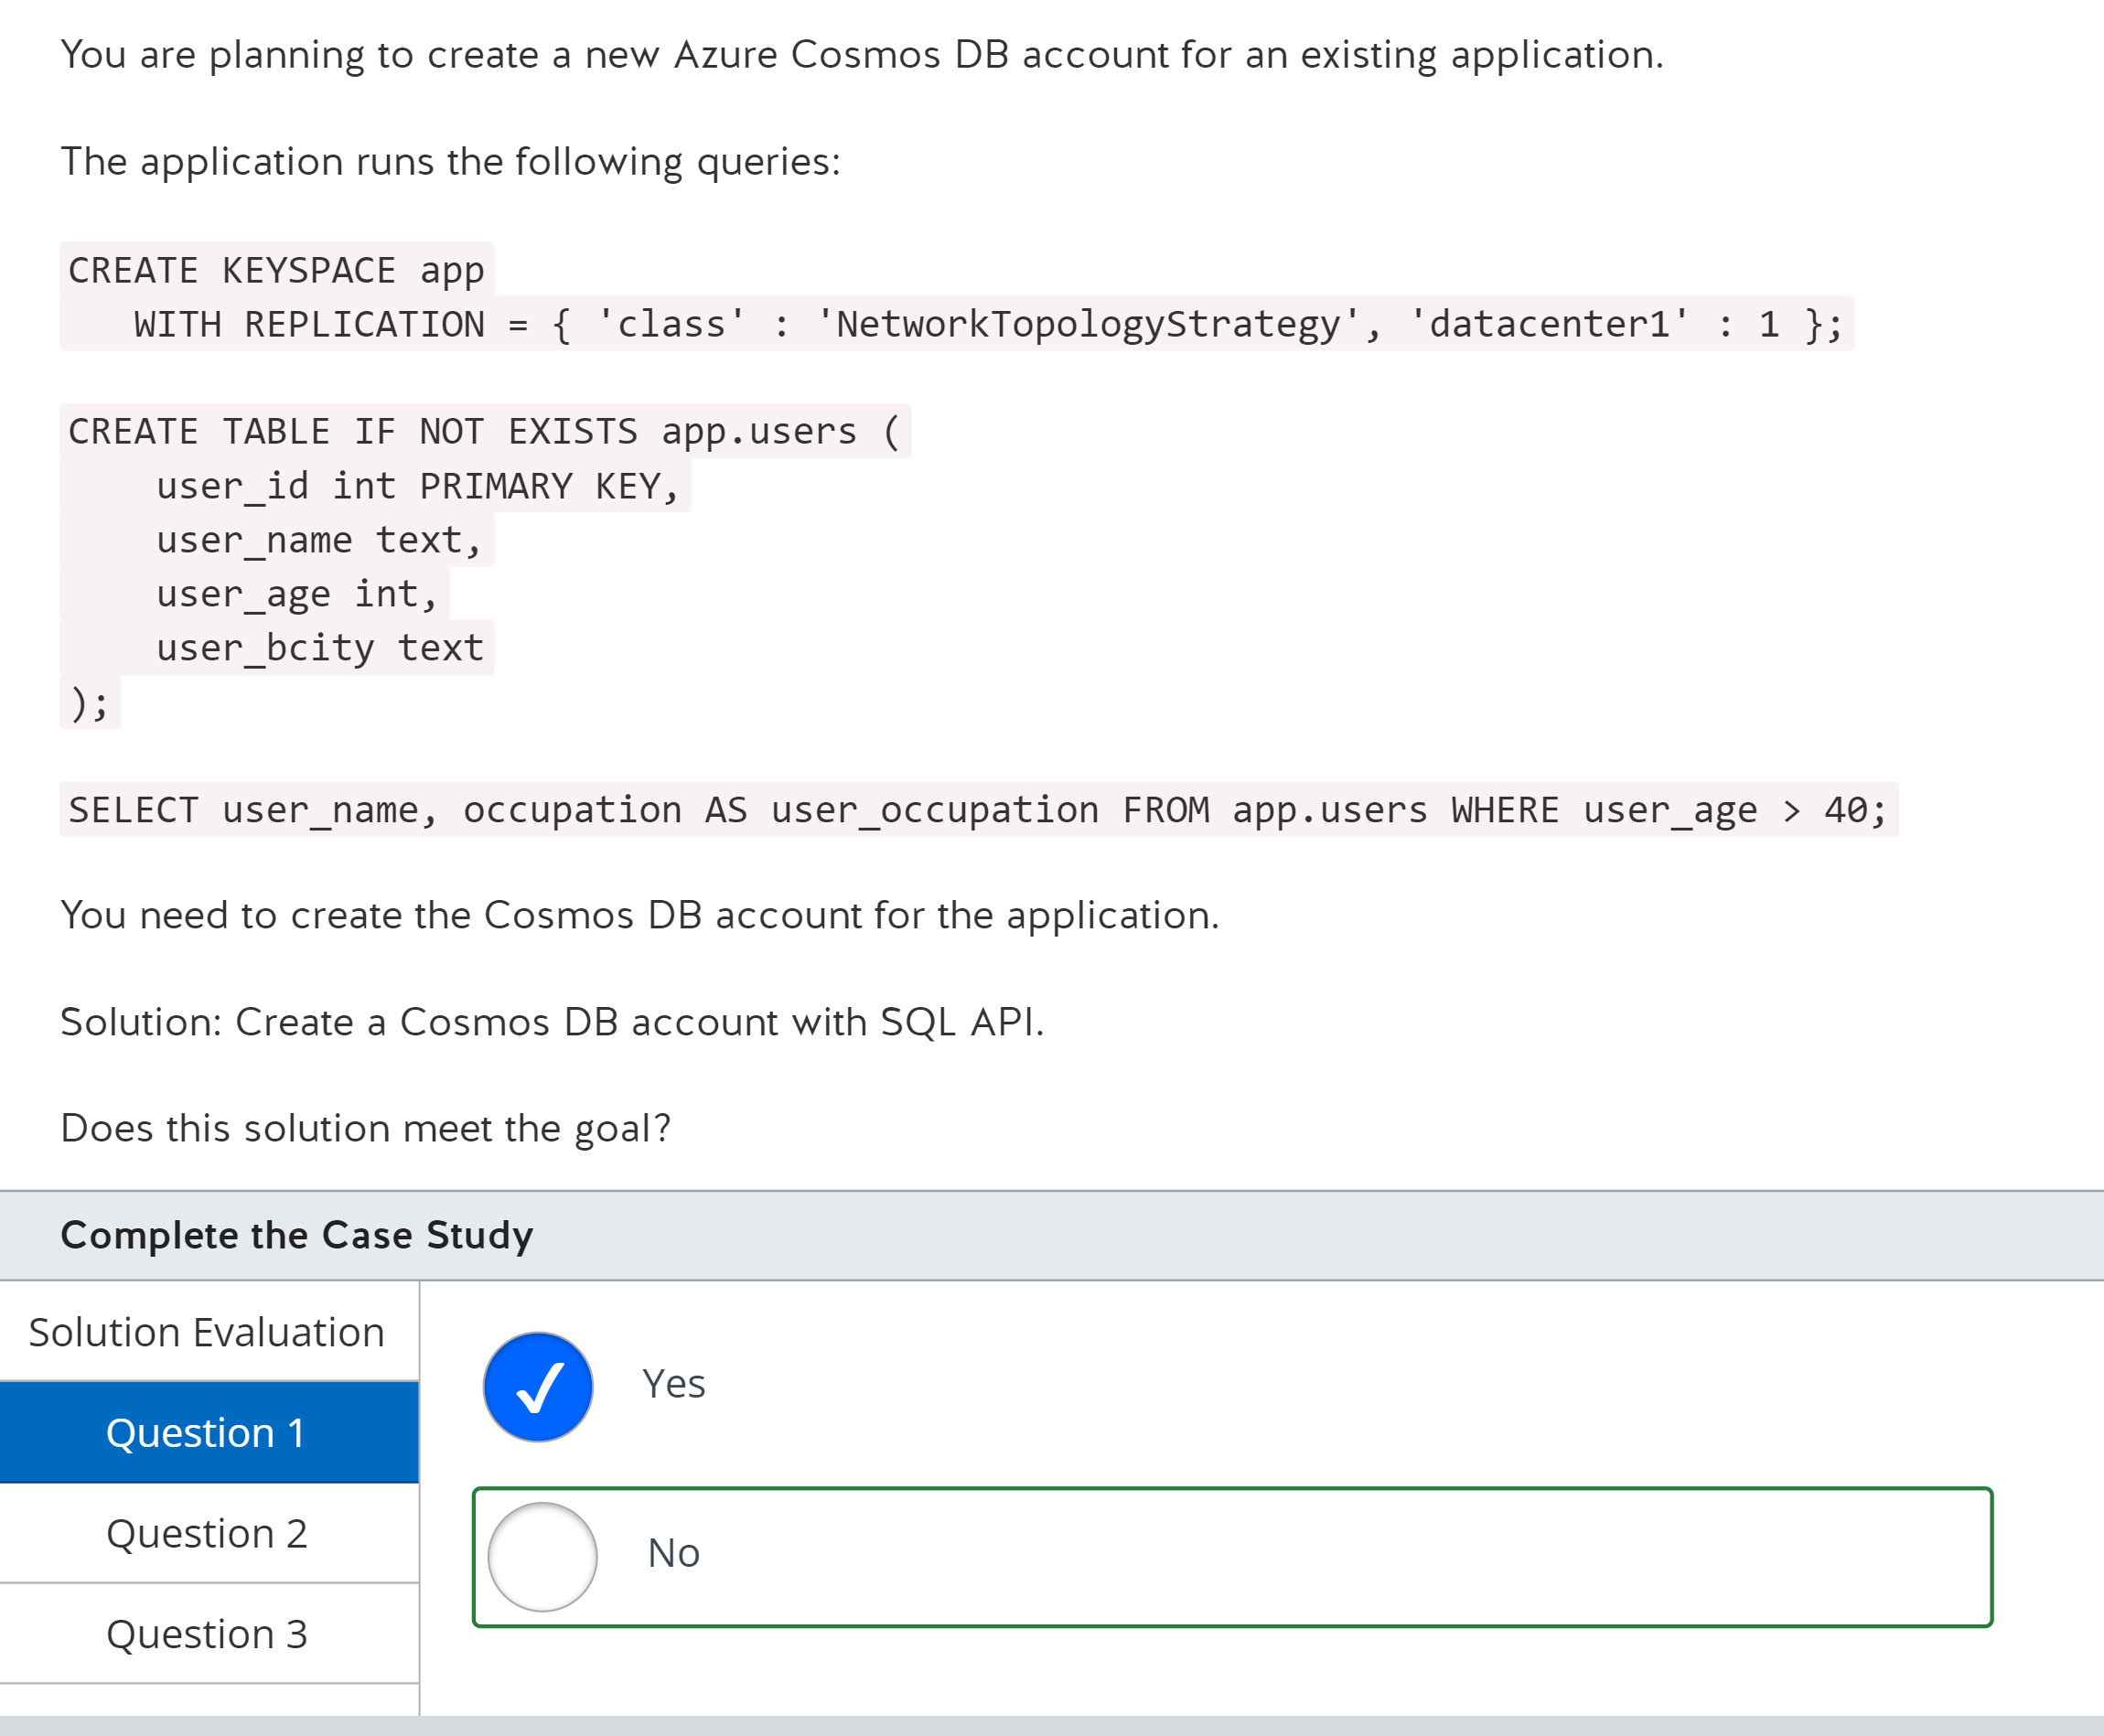 You are planning to create a new Azure Cosmos DB account for an existing application.
The application runs the following queries:
CREATE KEYSPACE app
   WITH REPLICATION = { 'class' : 'NetworkTopologyStrategy', 'datacenter1' : 1 };
CREATE TABLE IF NOT EXISTS app.users (
    user_id int PRIMARY KEY,
    user_name text,
    user_age int,
    user_bcity text
);
SELECT user_name, occupation AS user_occupation FROM app.users WHERE user_age > 40;
You need to create the Cosmos DB account for the application.
Solution: Create a Cosmos DB account with SQL API.
Does this solution meet the goal?
Complete the Case Study
Solution Evaluation
Question 1
Question 2
Question 3
Yes
No